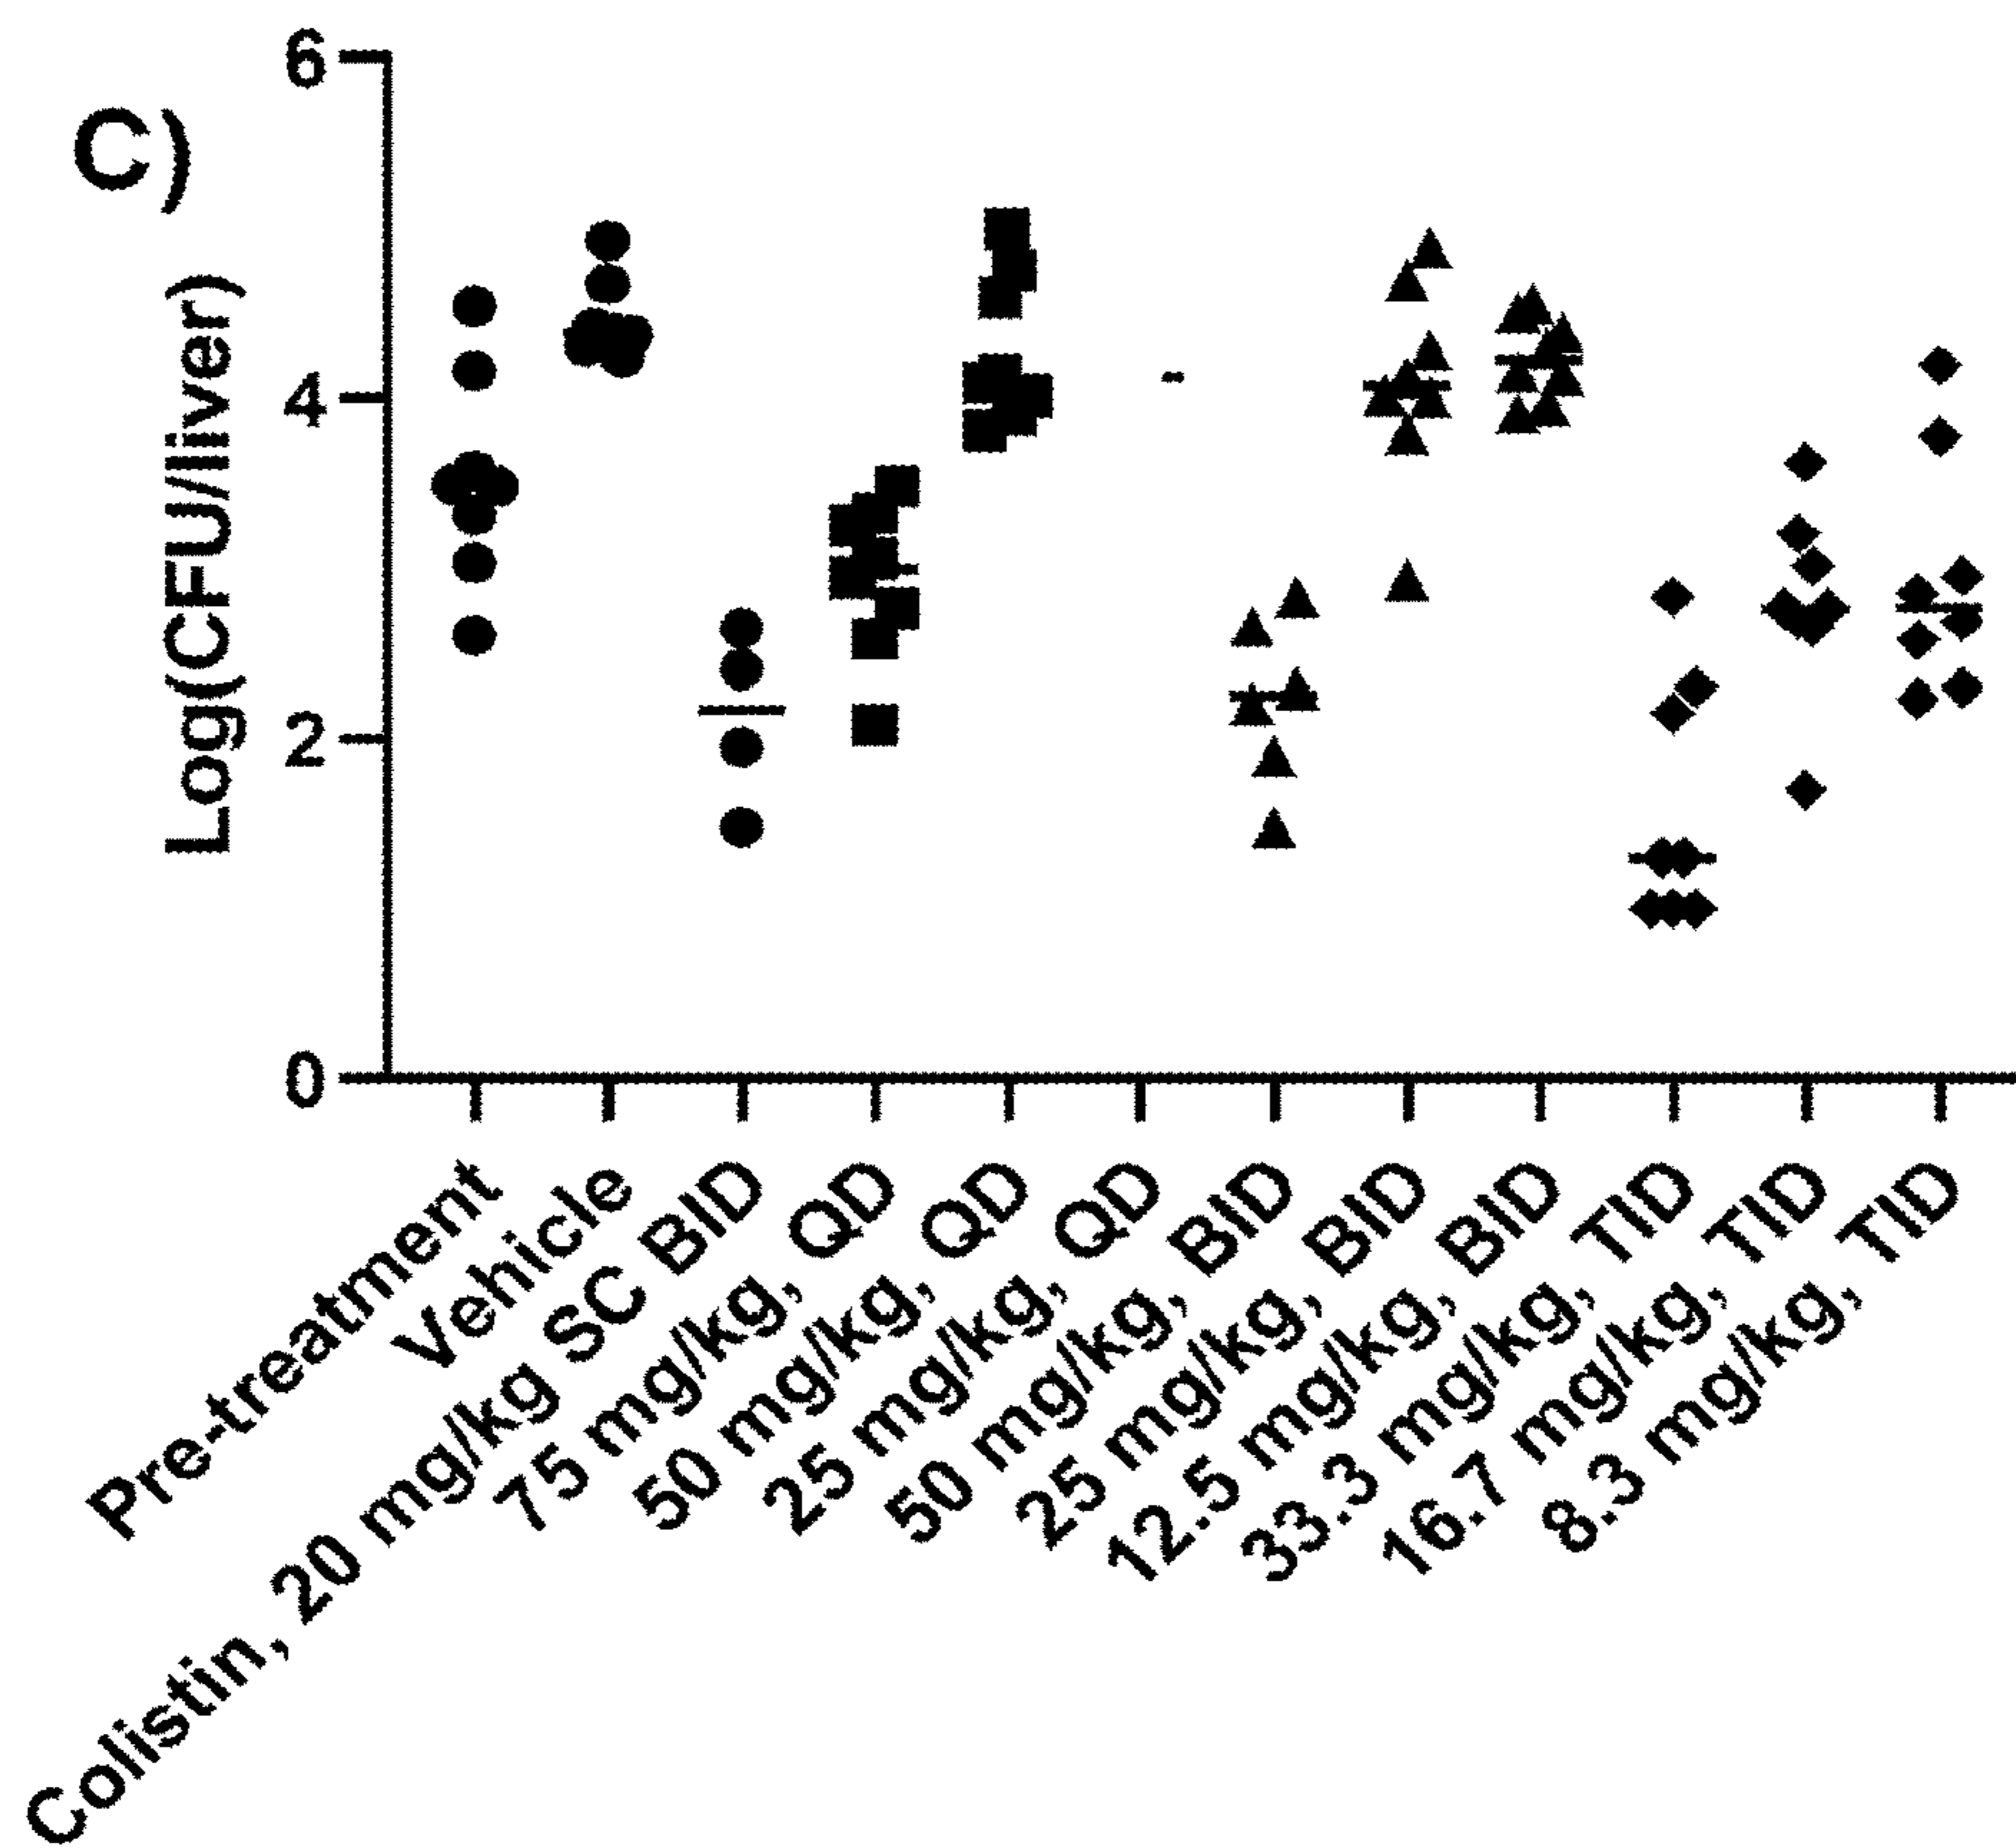 C)
Log(CFU/liver)
6
4
2
0
Pre-treatment
Vehicle
Colistin, 20 mg/kg SC BID
75 mg/kg, QD
50 mg/kg, QD
25 mg/kg, QD
50 mg/kg, BID
25 mg/kg, BID
12.5 mg/kg, BID
33.3 mg/kg, TID
16.7 mg/kg, TID
8.3 mg/kg, TID